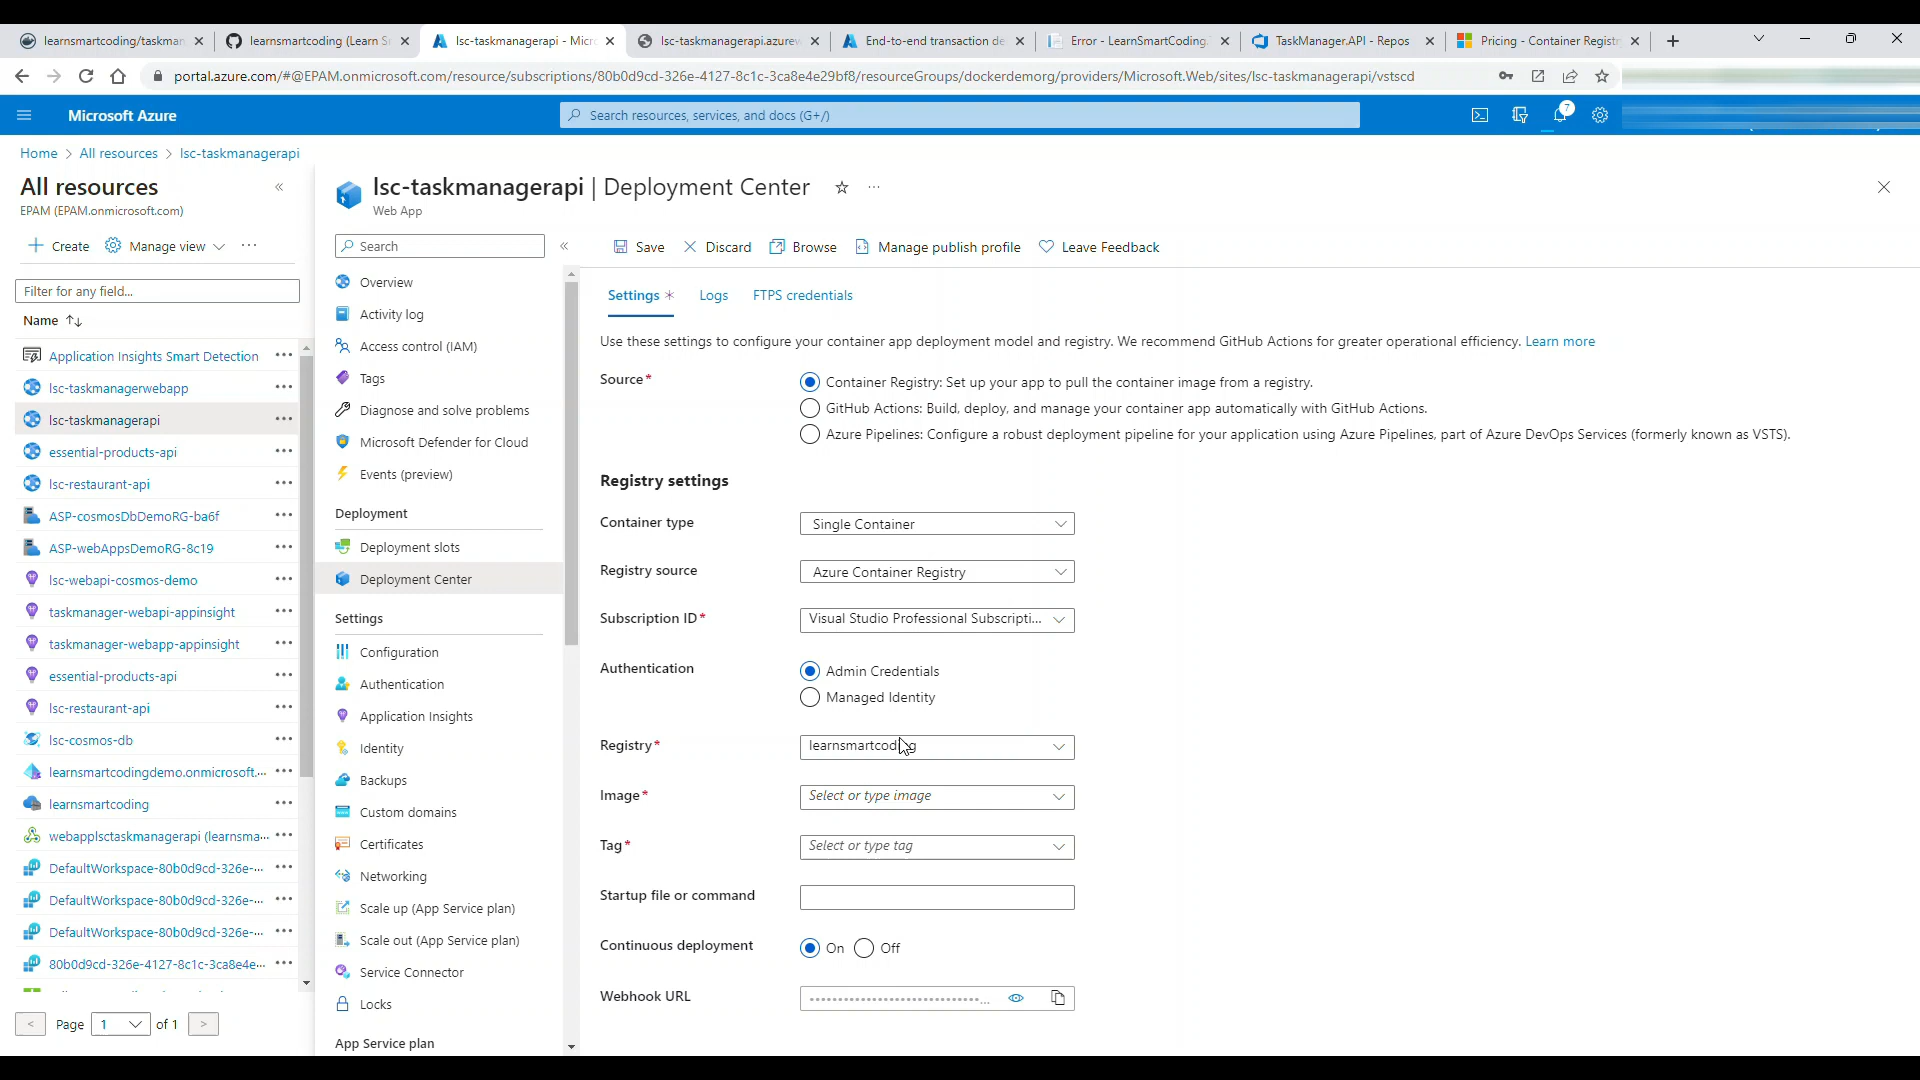 learnsmartcoding/taskman
learnsmartcoding (Learn S
lsc-taskmanagerapi - Micr
lsc-taskmanagerapi.azurew
End-to-end transaction de
Error - LearnSmartCoding.
TaskManager.API - Repos
Pricing - Container Registr
portal.azure.com/#@EPAM.onmicrosoft.com/resource/subscriptions/80b0d9cd-326e-4127-8c1c-3ca8e4e29bf8/resourceGroups/dockerdemorg/providers/Microsoft.Web/sites/lsc-taskmanagerapi/vstscd
Microsoft Azure
Search resources, services, and docs (G+/)
7
Home > All resources > lsc-taskmanagerapi
All resources
EPAM (EPAM.onmicrosoft.com)
Create
Manage view
Filter for any field...
Name
Application Insights Smart Detection
lsc-taskmanagerwebapp
lsc-taskmanagerapi
essential-products-api
lsc-restaurant-api
ASP-cosmosDbDemoRG-ba6f
ASP-webAppsDemoRG-8c19
lsc-webapi-cosmos-demo
taskmanager-webapi-appinsight
taskmanager-webapp-appinsight
essential-products-api
lsc-restaurant-api
lsc-cosmos-db
learnsmartcodingdemo.onmicrosoft....
learnsmartcoding
webapplsctaskmanagerapi (learnsma...
DefaultWorkspace-80b0d9cd-326e-...
DefaultWorkspace-80b0d9cd-326e-...
DefaultWorkspace-80b0d9cd-326e-...
80b0d9cd-326e-4127-8c1c-3ca8e4e...
< Page 1 of 1 >
lsc-taskmanagerapi | Deployment Center
Web App
Search
Overview
Activity log
Access control (IAM)
Tags
Diagnose and solve problems
Microsoft Defender for Cloud
Events (preview)
Deployment
Deployment slots
Deployment Center
Settings
Configuration
Authentication
Application Insights
Identity
Backups
Custom domains
Certificates
Networking
Scale up (App Service plan)
Scale out (App Service plan)
Service Connector
Locks
App Service plan
Save
Discard
Browse
Manage publish profile
Leave Feedback
Settings *
Logs
FTPS credentials
Use these settings to configure your container app deployment model and registry. We recommend GitHub Actions for greater operational efficiency. Learn more
Source*
Container Registry: Set up your app to pull the container image from a registry.
GitHub Actions: Build, deploy, and manage your container app automatically with GitHub Actions.
Azure Pipelines: Configure a robust deployment pipeline for your application using Azure Pipelines, part of Azure DevOps Services (formerly known as VSTS).
Registry settings
Container type
Single Container
Registry source
Azure Container Registry
Subscription ID*
Visual Studio Professional Subscripti...
Authentication
Admin Credentials
Managed Identity
Registry*
learnsmartcoding
Image*
Select or type image
Tag*
Select or type tag
Startup file or command
Continuous deployment
On
Off
Webhook URL